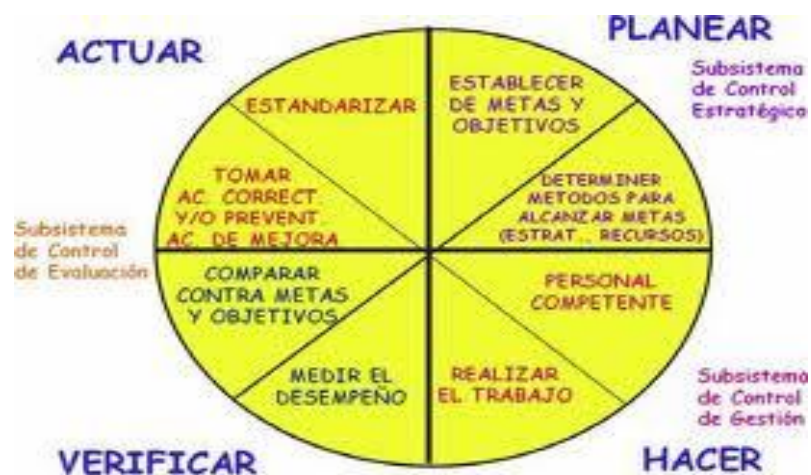 ACTUAR
PLANEAR
Subsistema
de Control
Estratégico
ESTANDARIZAR
ESTABLECER
DE METAS Y
OBJETIVOS
TOMAR
AC. CORRECT
Y/O PREVENT.
AC. DE MEJORA
DETERMINER
METODOS PARA
ALCANZAR METAS
(ESTRAT... RECURSOS)
Subsistema
de Control
de Evaluación
COMPARAR
CONTRA METAS
Y OBJETIVOS
PERSONAL
COMPETENTE
MEDIR EL
DESEMPEÑO
REALIZAR
EL TRABAJO
Subsistema
de Control
de Gestión
VERIFICAR
HACER